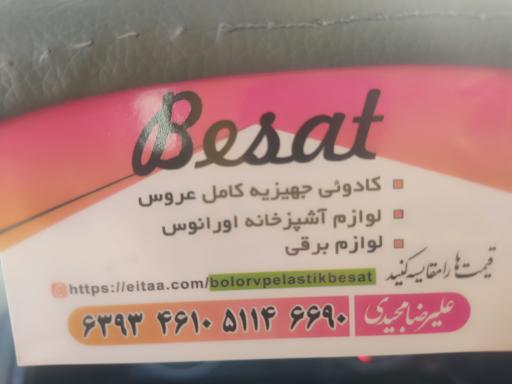 Besat
کادوئی جهیزیه کامل عروس
لوازم آشپزخانه اورانوس
لوازم برقی
قیمت ها را مقایسه کنید
https://eitaa.com/bolorvpelastikbesat
علیرضا مجیدی
۶۳۹۳ ۴۶۱۰ ۵۱۱۴ ۶۶۹۰